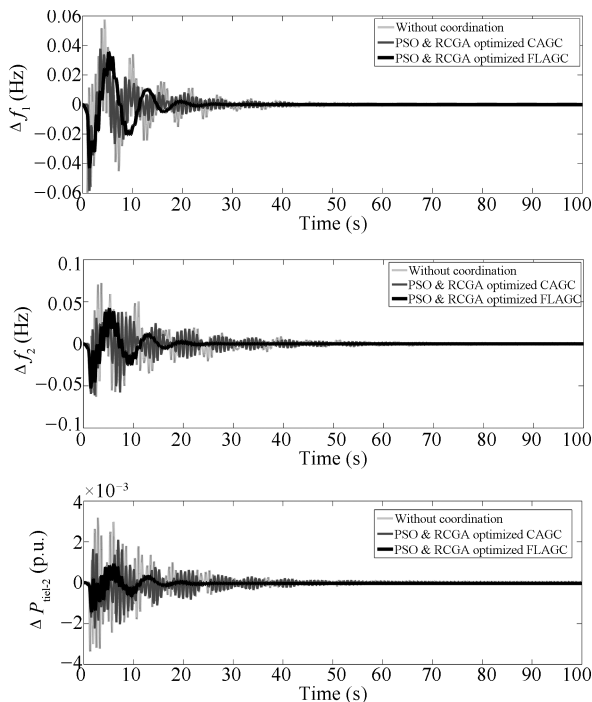 0.06
0.04
0.02
0
−0.02
−0.04
−0.06
Δ f1 (Hz)
Without coordination
PSO & RCGA optimized CAGC
PSO & RCGA optimized FLAGC
0 10 20 30 40 50 60 70 80 90 100
Time (s)
0.1
0.05
0
−0.05
−0.1
Δ f2 (Hz)
Without coordination
PSO & RCGA optimized CAGC
PSO & RCGA optimized FLAGC
0 10 20 30 40 50 60 70 80 90 100
Time (s)
×10⁻³
4
2
0
−2
−4
Δ Ptiel-2 (p.u.)
Without coordination
PSO & RCGA optimized CAGC
PSO & RCGA optimized FLAGC
0 10 20 30 40 50 60 70 80 90 100
Time (s)